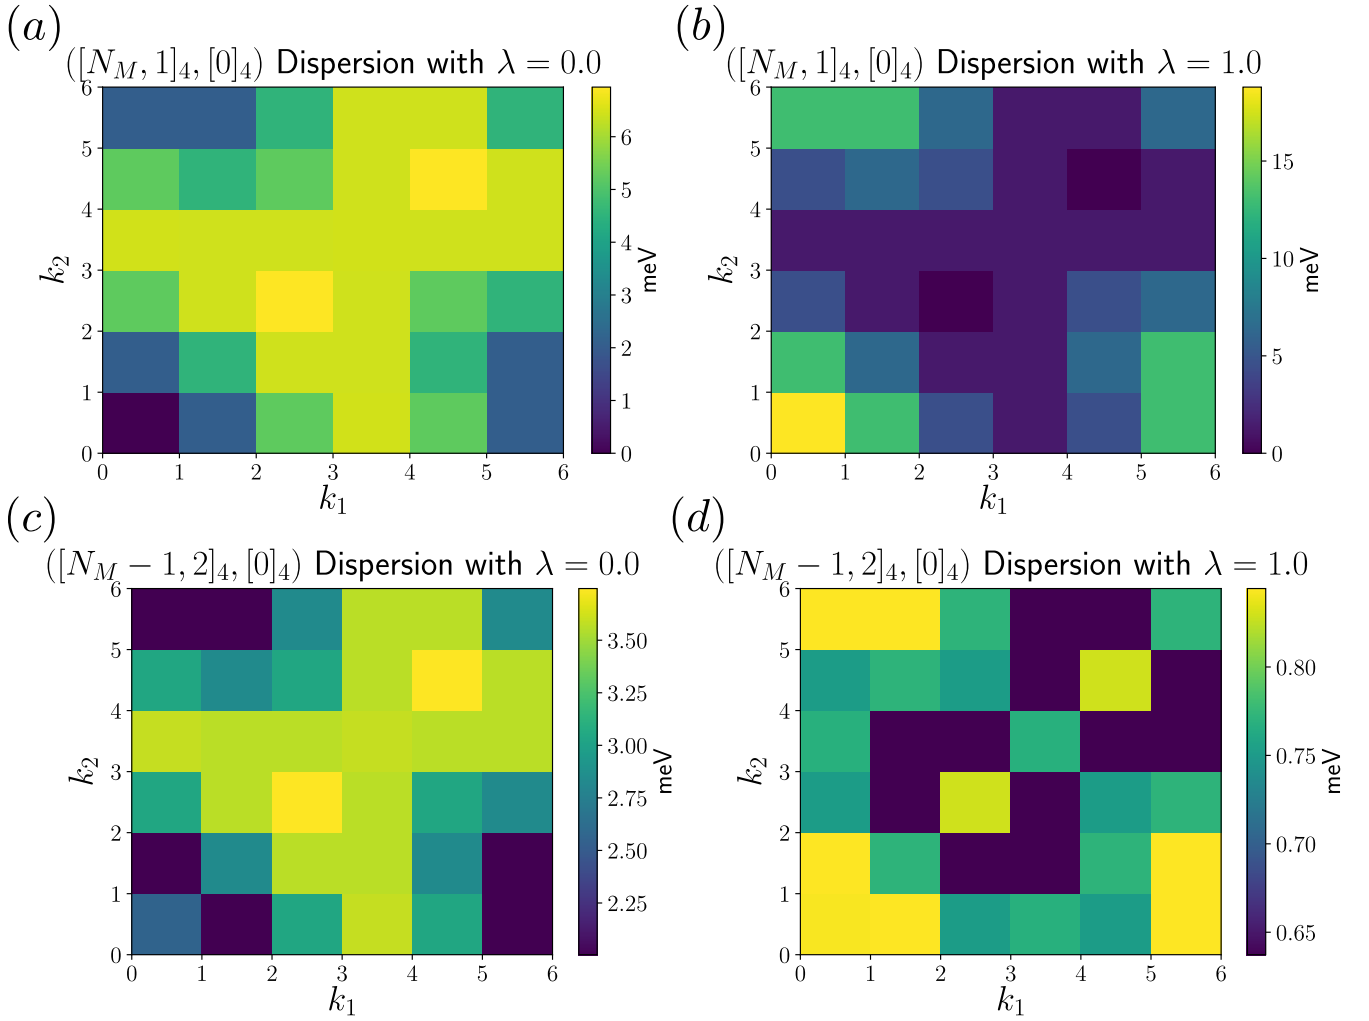 (a)
([N_M, 1]_4, [0]_4) Dispersion with λ = 0.0
6
5
4
3
2
1
0
k_2
0 1 2 3 4 5 6
k_1
6
5
4
3
2
1
0
meV
(b)
([N_M, 1]_4, [0]_4) Dispersion with λ = 1.0
6
5
4
3
2
1
0
k_2
0 1 2 3 4 5 6
k_1
15
10
5
0
meV
(c)
([N_M − 1, 2]_4, [0]_4) Dispersion with λ = 0.0
6
5
4
3
2
1
0
k_2
0 1 2 3 4 5 6
k_1
3.50
3.25
3.00
2.75
2.50
2.25
meV
(d)
([N_M − 1, 2]_4, [0]_4) Dispersion with λ = 1.0
6
5
4
3
2
1
0
k_2
0 1 2 3 4 5 6
k_1
0.80
0.75
0.70
0.65
meV